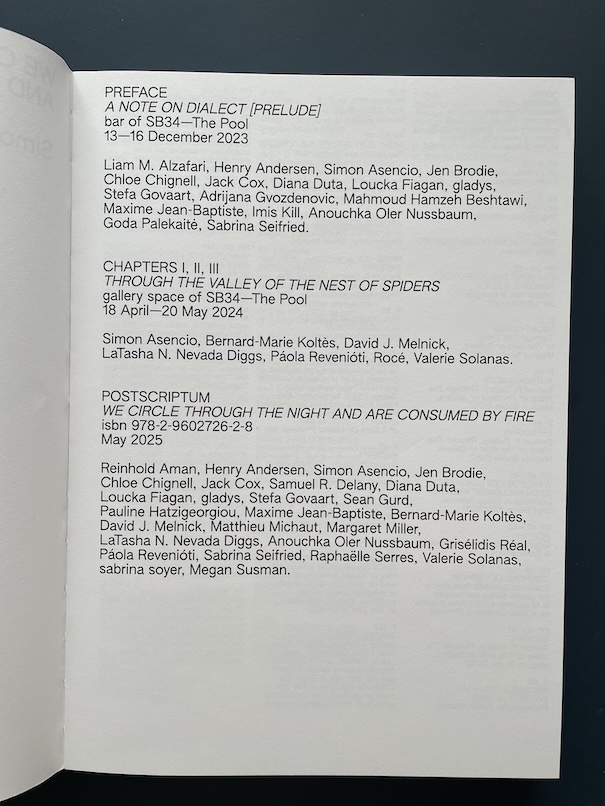 PREFACE
A NOTE ON DIALECT [PRELUDE]
bar of SB34—The Pool
13—16 December 2023
Liam M. Alzafari, Henry Andersen, Simon Asencio, Jen Brodie,
Chloe Chignell, Jack Cox, Diana Duta, Loucka Fiagan, gladys,
Stefa Govaart, Adrijana Gvozdenovic, Mahmoud Hamzeh Beshtawi,
Maxime Jean-Baptiste, Imis Kill, Anouchka Oler Nussbaum,
Goda Palekaitė, Sabrina Seifried.
CHAPTERS I, II, III
THROUGH THE VALLEY OF THE NEST OF SPIDERS
gallery space of SB34—The Pool
18 April—20 May 2024
Simon Asencio, Bernard-Marie Koltès, David J. Melnick,
LaTasha N. Nevada Diggs, Páola Revenióti, Rocé, Valerie Solanas.
POSTSCRIPTUM
WE CIRCLE THROUGH THE NIGHT AND ARE CONSUMED BY FIRE
isbn 978-2-9602726-2-8
May 2025
Reinhold Aman, Henry Andersen, Simon Asencio, Jen Brodie,
Chloe Chignell, Jack Cox, Samuel R. Delany, Diana Duta,
Loucka Fiagan, gladys, Stefa Govaart, Sean Gurd,
Pauline Hatzigeorgiou, Maxime Jean-Baptiste, Bernard-Marie Koltès,
David J. Melnick, Matthieu Michaut, Margaret Miller,
LaTasha N. Nevada Diggs, Anouchka Oler Nussbaum, Grisélidis Réal,
Páola Revenióti, Sabrina Seifried, Raphaëlle Serres, Valerie Solanas,
sabrina soyer, Megan Susman.